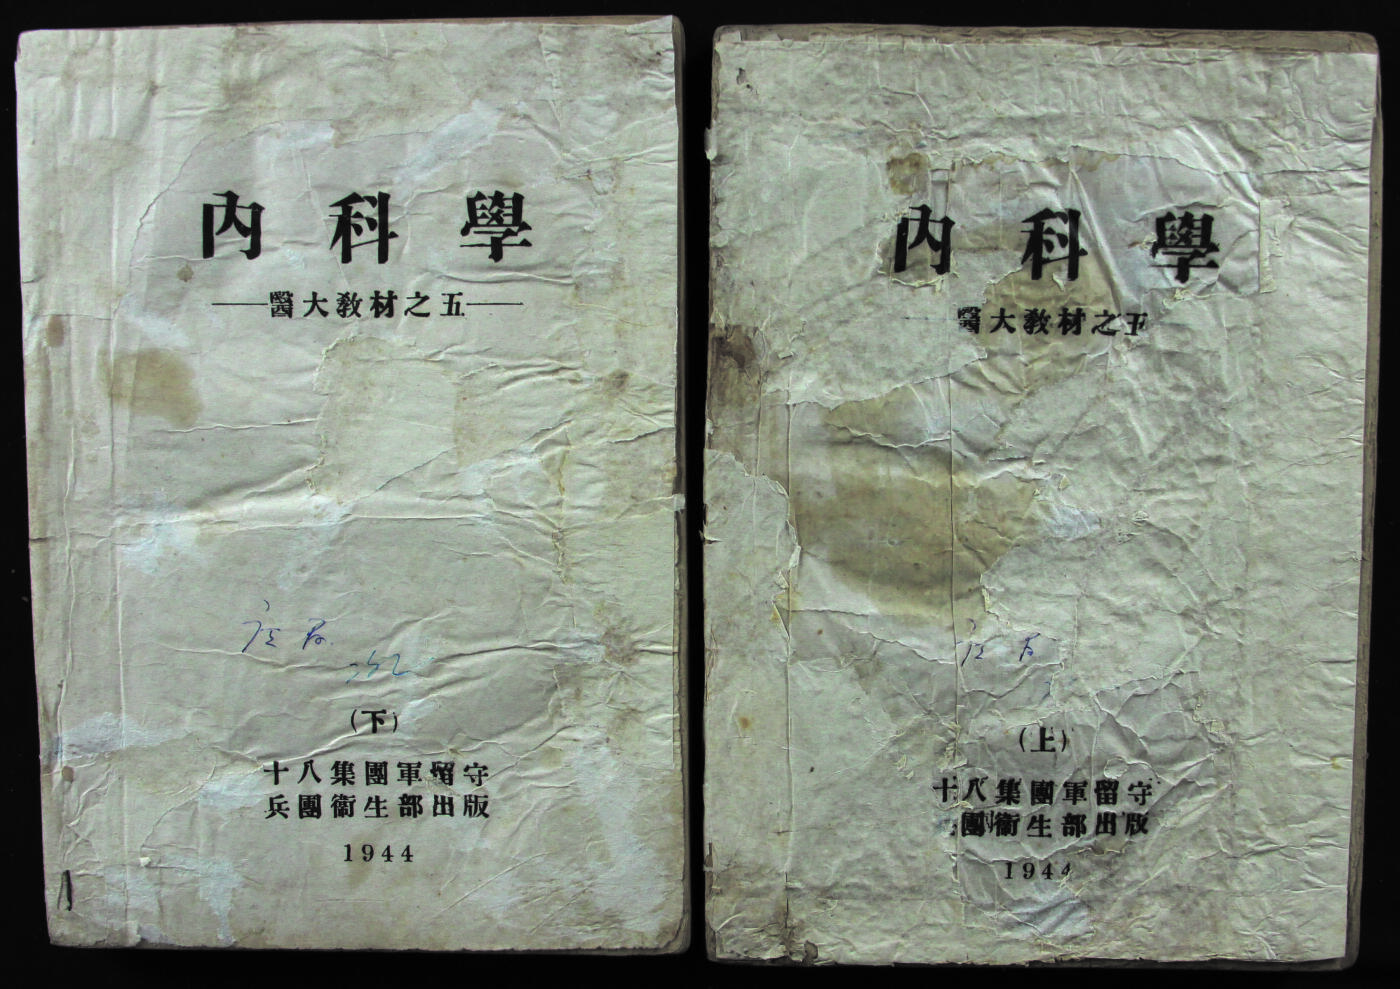 內科學
——醫大教材之五——
(下)
十八集團軍留守
兵團衞生部出版
1944
內科學
醫大教材之五
(上)
十八集團軍留守
團衞生部出版
1944